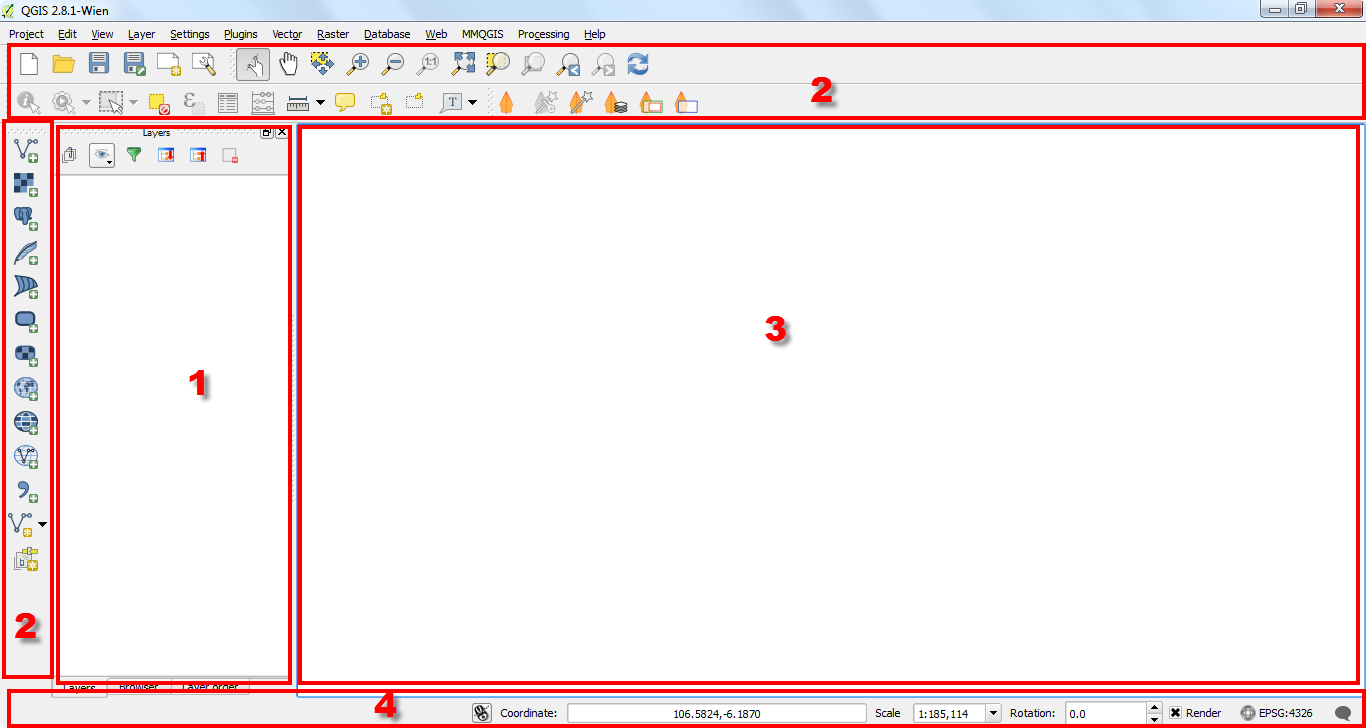 QGIS 2.8.1-Wien
Project Edit View Layer Settings Plugins Vector Raster Database Web MMQGIS Processing Help
1:1
2
T
Layers
3
1
2
Layers Browser Layer order
4
Coordinate: 106.5824,-6.1870 Scale 1:185,114 Rotation: 0.0 Render EPSG:4326